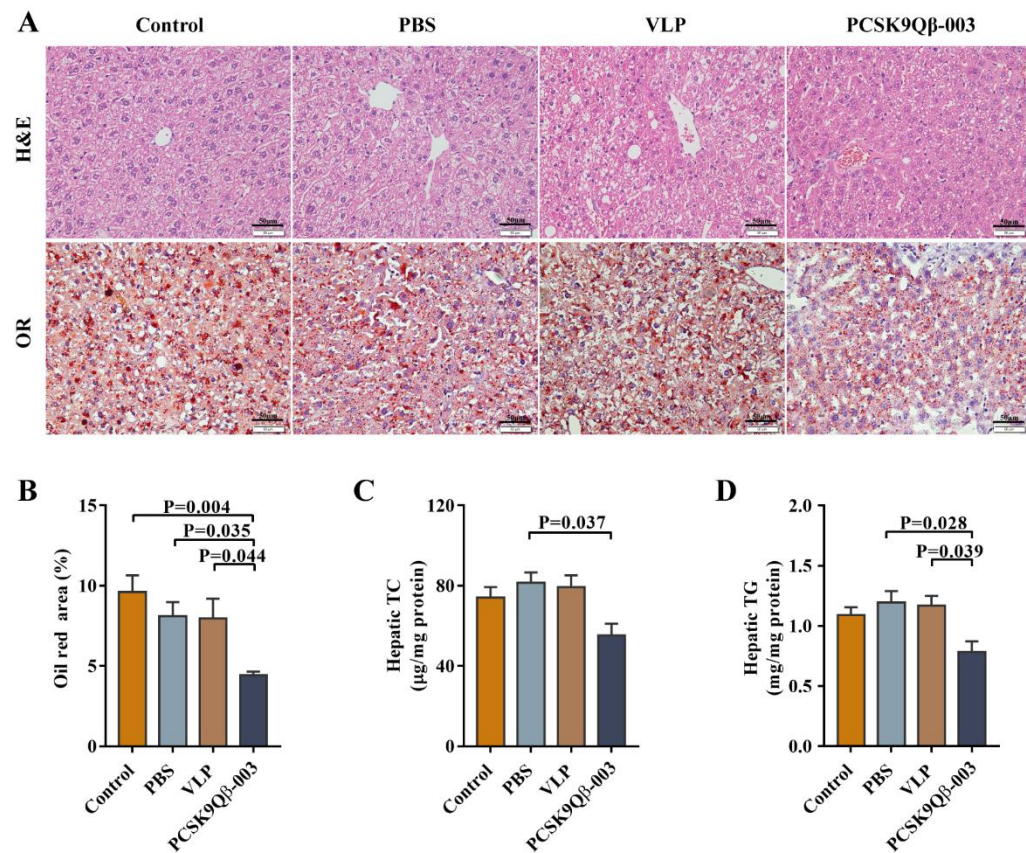 A
Control
PBS
VLP
PCSK9Qβ-003
H&E
50μm
50μm
50μm
50μm
OR
50μm
50μm
50μm
50μm
B
Oil red area (%)
15
10
5
0
P=0.004
P=0.035
P=0.044
Control
PBS
VLP
PCSK9Qβ-003
C
Hepatic TC
(μg/mg protein)
120
80
40
0
P=0.037
Control
PBS
VLP
PCSK9Qβ-003
D
Hepatic TG
(mg/mg protein)
2.0
1.5
1.0
0.5
0.0
P=0.028
P=0.039
Control
PBS
VLP
PCSK9Qβ-003